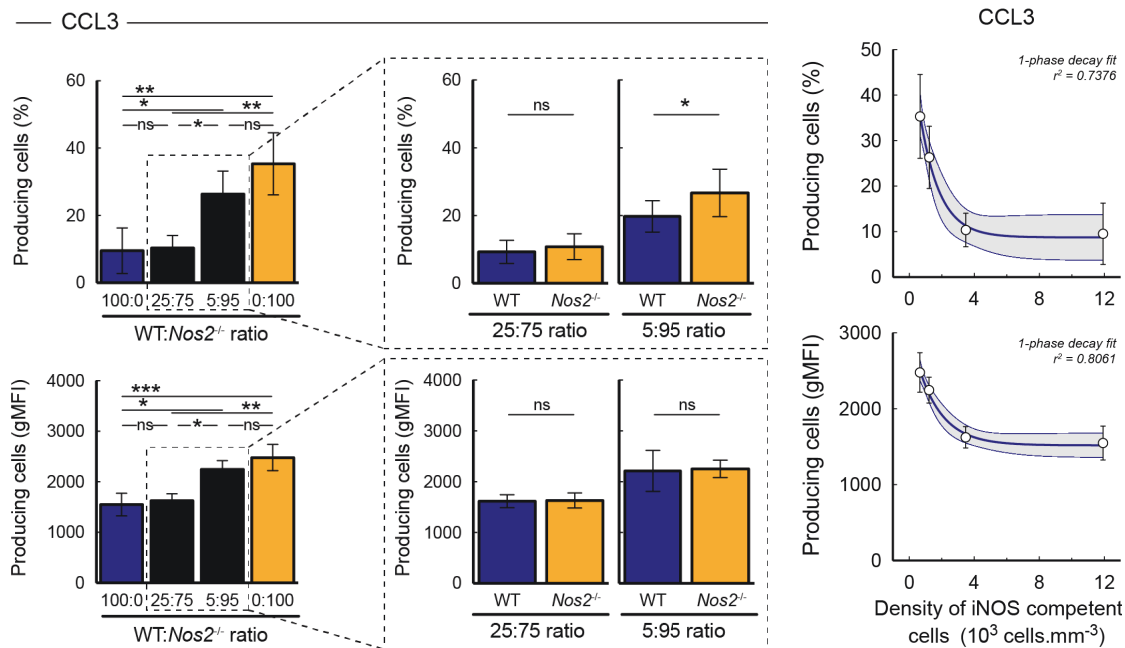 CCL3
CCL3
Producing cells (%)
60
40
20
0
**
*
**
ns
*
ns
100:0 25:75 5:95 0:100
WT:Nos2-/- ratio
Producing cells (%)
60
40
20
0
ns
WT Nos2-/-
25:75 ratio
*
WT Nos2-/-
5:95 ratio
Producing cells (%)
50
40
30
20
10
0
1-phase decay fit
r² = 0.7376
0 4 8 12
Producing cells (gMFI)
4000
3000
2000
1000
0
***
*
**
ns
*
ns
100:0 25:75 5:95 0:100
WT:Nos2-/- ratio
Producing cells (gMFI)
4000
3000
2000
1000
0
ns
WT Nos2-/-
25:75 ratio
ns
WT Nos2-/-
5:95 ratio
Producing cells (gMFI)
3000
2000
1000
0
1-phase decay fit
r² = 0.8061
0 4 8 12
Density of iNOS competent
cells (10³ cells.mm⁻³)